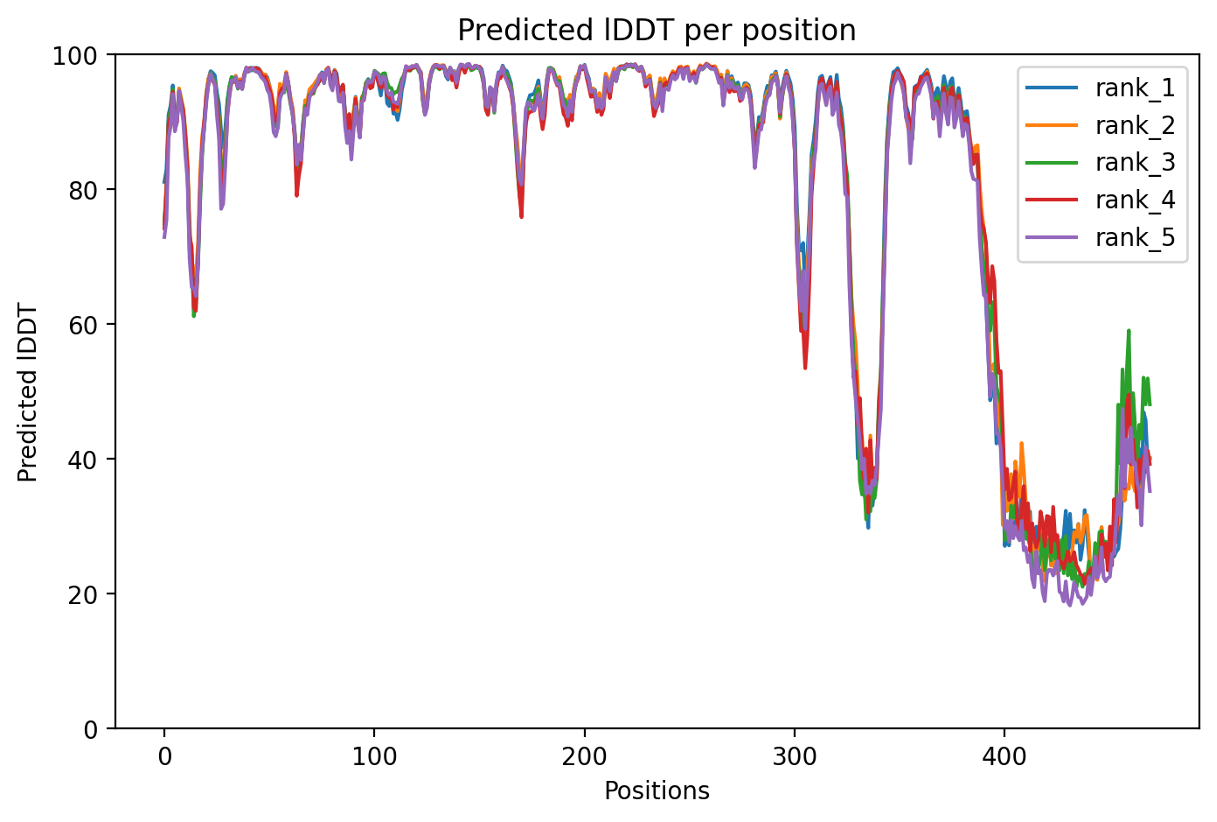 Predicted lDDT per position
100
80
60
40
20
0
Predicted lDDT
0 100 200 300 400
Positions
rank_1
rank_2
rank_3
rank_4
rank_5